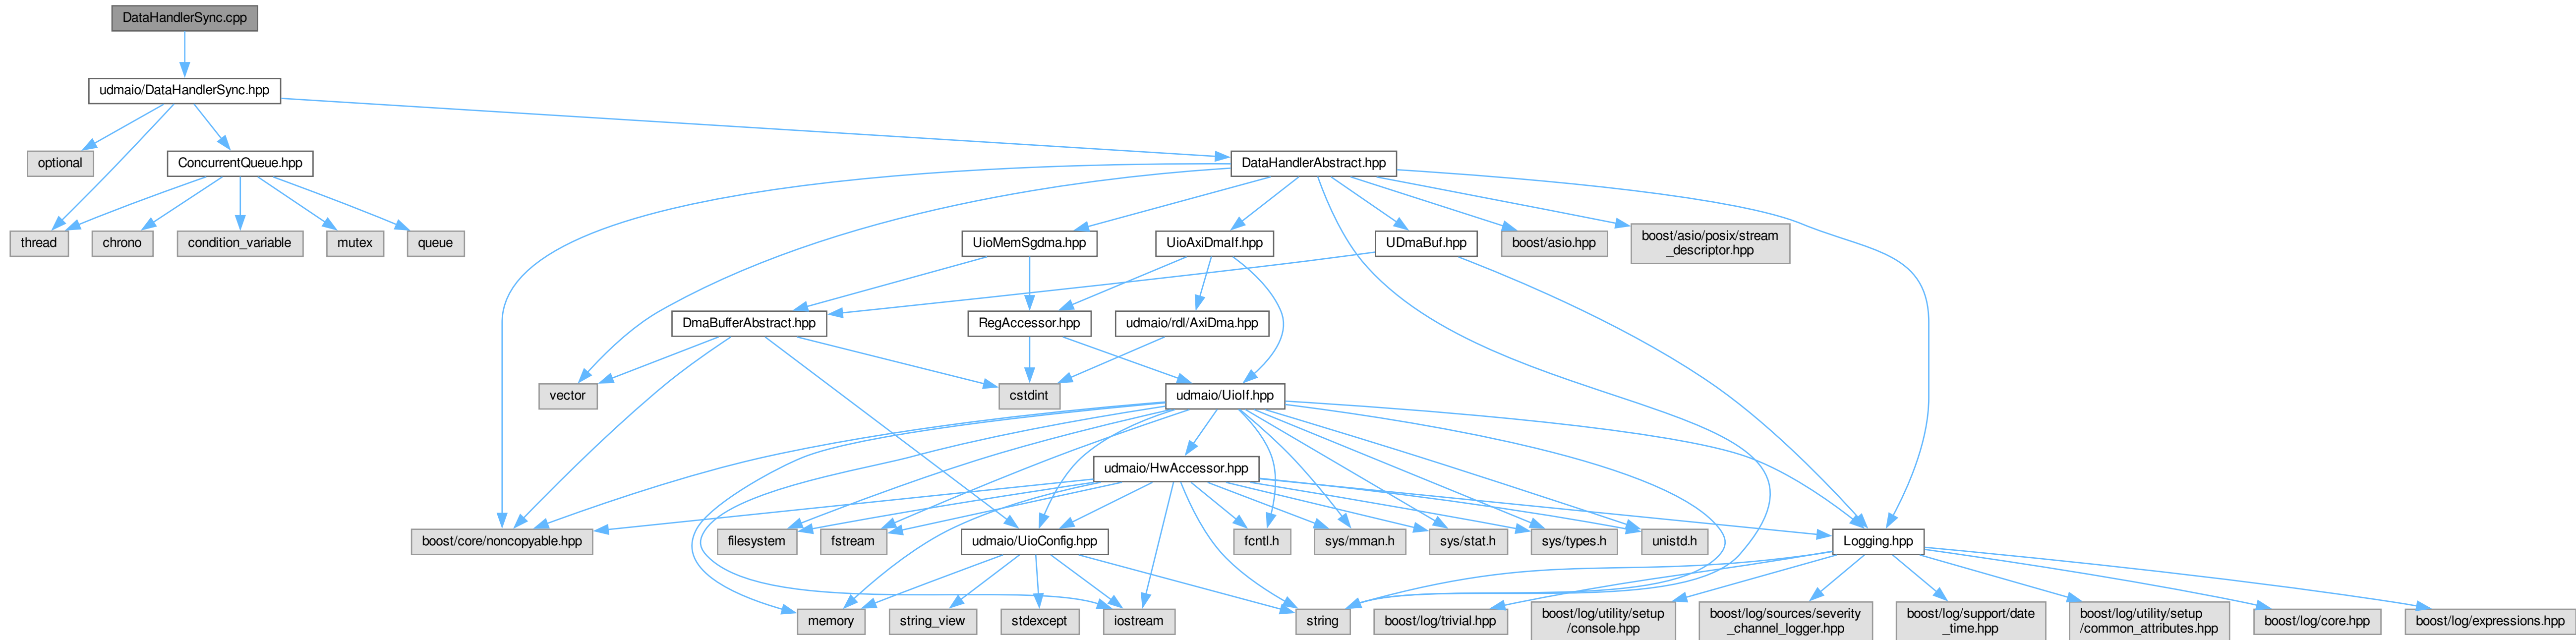 DataHandlerSync.cpp
udmaio/DataHandlerSync.hpp
optional
ConcurrentQueue.hpp
DataHandlerAbstract.hpp
thread
chrono
condition_variable
mutex
queue
UioMemSgdma.hpp
UioAxiDmaIf.hpp
UDmaBuf.hpp
boost/asio.hpp
boost/asio/posix/stream
_descriptor.hpp
DmaBufferAbstract.hpp
RegAccessor.hpp
udmaio/rdl/AxiDma.hpp
vector
cstdint
udmaio/UioIf.hpp
udmaio/HwAccessor.hpp
boost/core/noncopyable.hpp
filesystem
fstream
udmaio/UioConfig.hpp
fcntl.h
sys/mman.h
sys/stat.h
sys/types.h
unistd.h
Logging.hpp
memory
string_view
stdexcept
iostream
string
boost/log/trivial.hpp
boost/log/utility/setup
/console.hpp
boost/log/sources/severity
_channel_logger.hpp
boost/log/support/date
_time.hpp
boost/log/utility/setup
/common_attributes.hpp
boost/log/core.hpp
boost/log/expressions.hpp